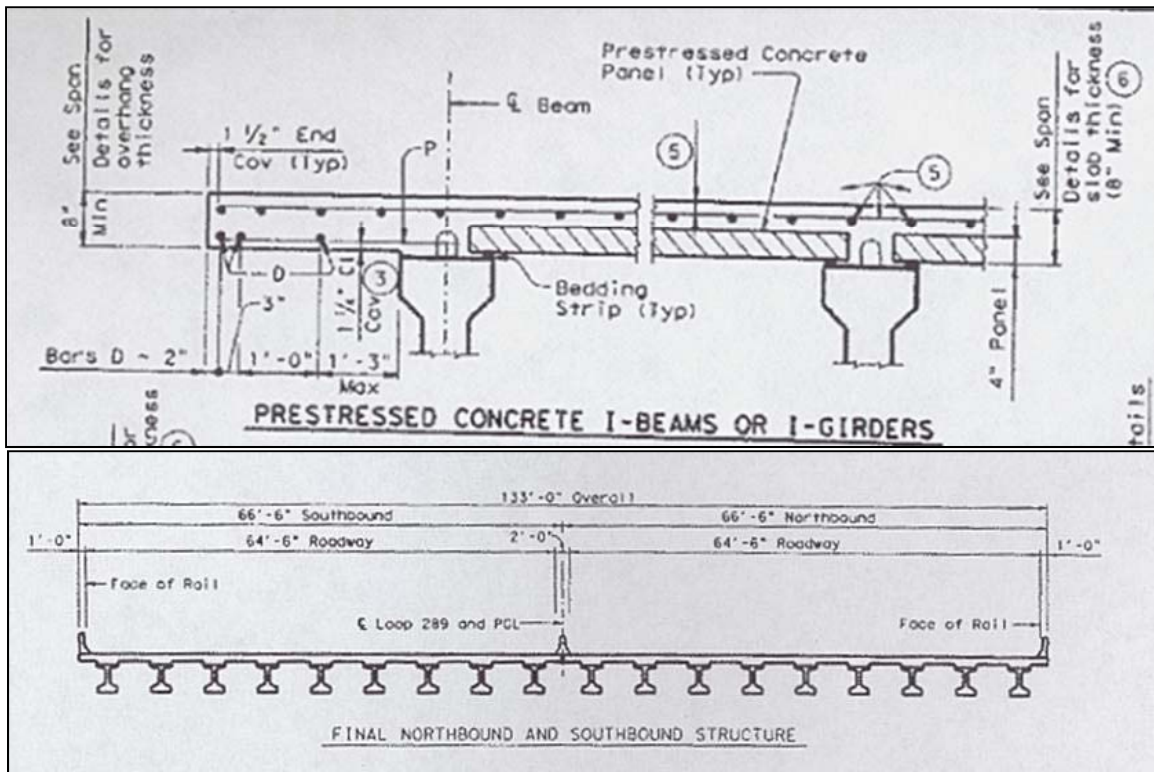 8" See Span
Min Details for
overhang
thickness
1 1/2" End
Cov (Typ)
P
℄ Beam
Prestressed Concrete
Panel (Typ)
5
5
See Span
Details for
slab thickness
(8" Min) 6
D
3"
1 1/4" Cl
Cov 3
Bedding
Strip (Typ)
4" Panel
Bars D ~ 2"
1'-0"
1'-3"
Max
PRESTRESSED CONCRETE I-BEAMS OR I-GIRDERS
tails
133'-0" Overall
66'-6" Southbound
66'-6" Northbound
1'-0"
64'-6" Roadway
2'-0"
64'-6" Roadway
1'-0"
Face of Rail
℄ Loop 289 and PGL
Face of Rail
FINAL NORTHBOUND AND SOUTHBOUND STRUCTURE